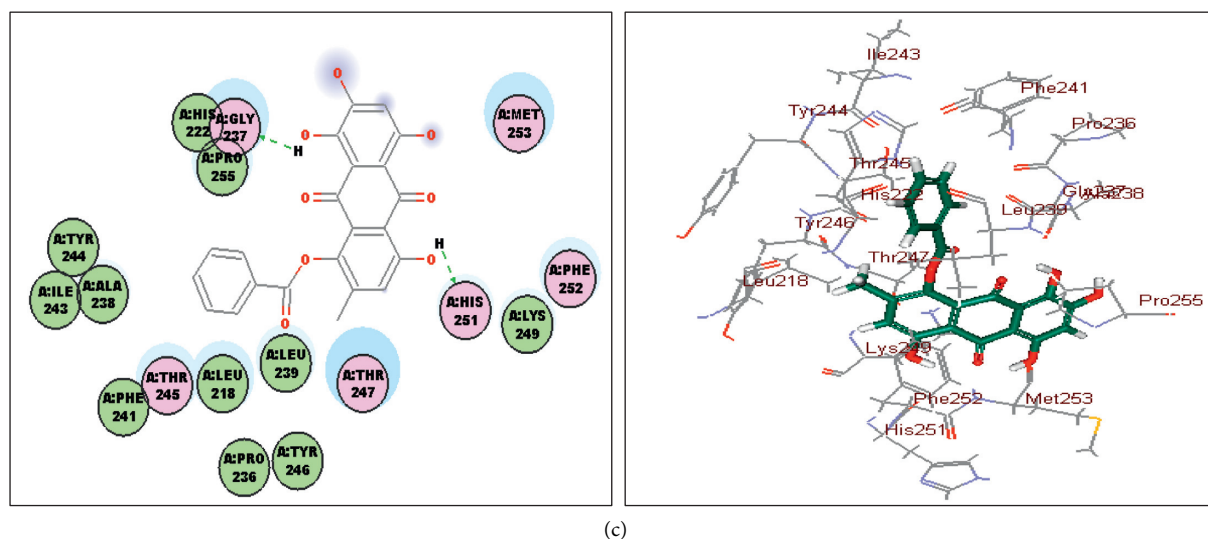 O
A:HIS
222
A:GLY
237
A:PRO
255
H
O
O
O
A:MET
253
O
O
A:TYR
244
A:ILE
243
A:ALA
238
O
O
H
O
A:HIS
251
A:PHE
252
A:LYS
249
A:LEU
239
A:THR
245
A:LEU
218
A:THR
247
A:PHE
241
A:PRO
236
A:TYR
246
Ile243
Phe241
Tyr244
Pro236
Thr245
His222
Gly237
Leu239
Tyr246
Thr247
Leu218
Pro255
Lys249
Phe252
Met253
His251
(c)